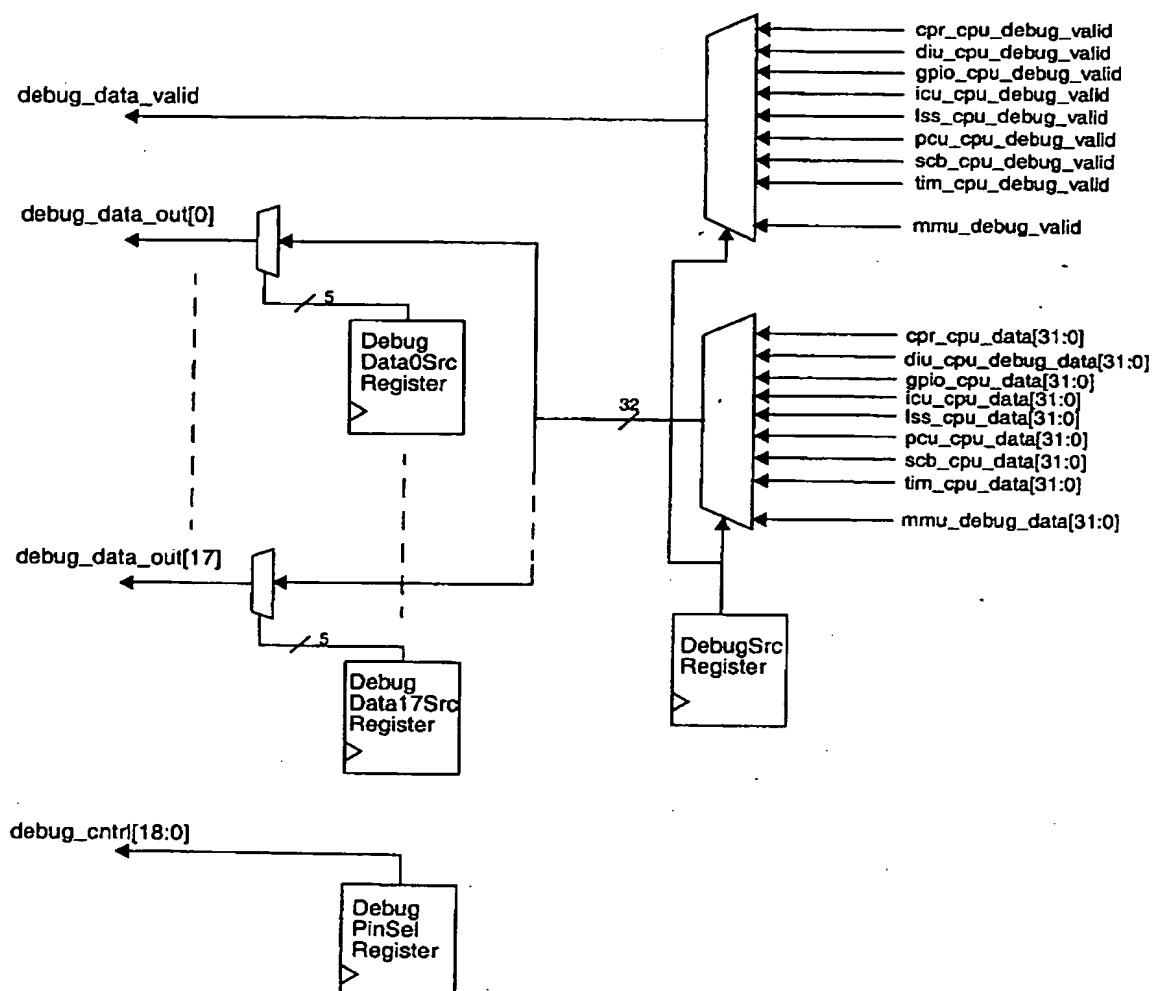 cpr_cpu_debug_valid
diu_cpu_debug_valid
gpio_cpu_debug_valid
icu_cpu_debug_valid
lss_cpu_debug_valid
pcu_cpu_debug_valid
scb_cpu_debug_valid
tim_cpu_debug_valid
mmu_debug_valid
debug_data_valid
debug_data_out[0]
5
Debug
Data0Src
Register
32
cpr_cpu_data[31:0]
diu_cpu_debug_data[31:0]
gpio_cpu_data[31:0]
icu_cpu_data[31:0]
lss_cpu_data[31:0]
pcu_cpu_data[31:0]
scb_cpu_data[31:0]
tim_cpu_data[31:0]
mmu_debug_data[31:0]
debug_data_out[17]
5
Debug
Data17Src
Register
DebugSrc
Register
debug_cntrl[18:0]
Debug
PinSel
Register